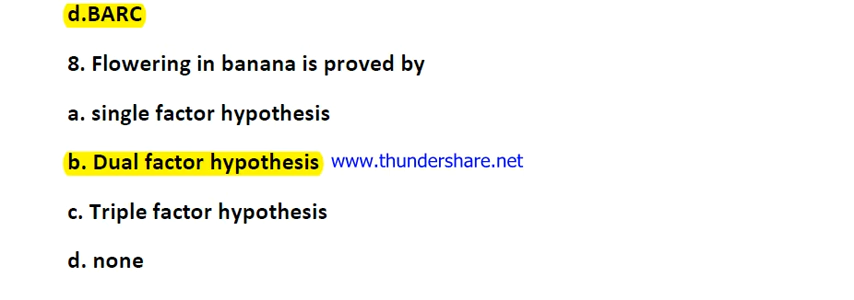 d.BARC
8. Flowering in banana is proved by
a. single factor hypothesis
b. Dual factor hypothesis www.thundershare.net
c. Triple factor hypothesis
d. none